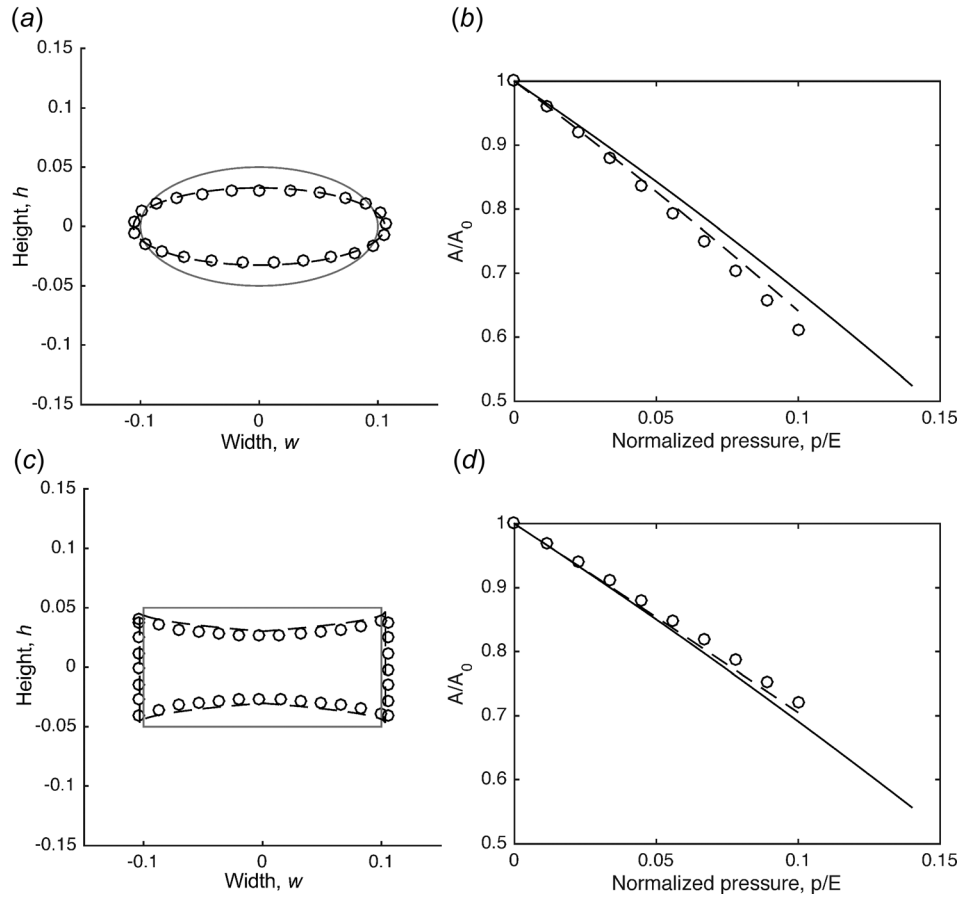 (a)
0.15
0.1
0.05
0
-0.05
-0.1
-0.15
Height, h
-0.1 0 0.1
Width, w
(b)
1
0.9
0.8
0.7
0.6
0.5
A/A0
0 0.05 0.1 0.15
Normalized pressure, p/E
(c)
0.15
0.1
0.05
0
-0.05
-0.1
-0.15
Height, h
-0.1 0 0.1
Width, w
(d)
1
0.9
0.8
0.7
0.6
0.5
A/A0
0 0.05 0.1 0.15
Normalized pressure, p/E